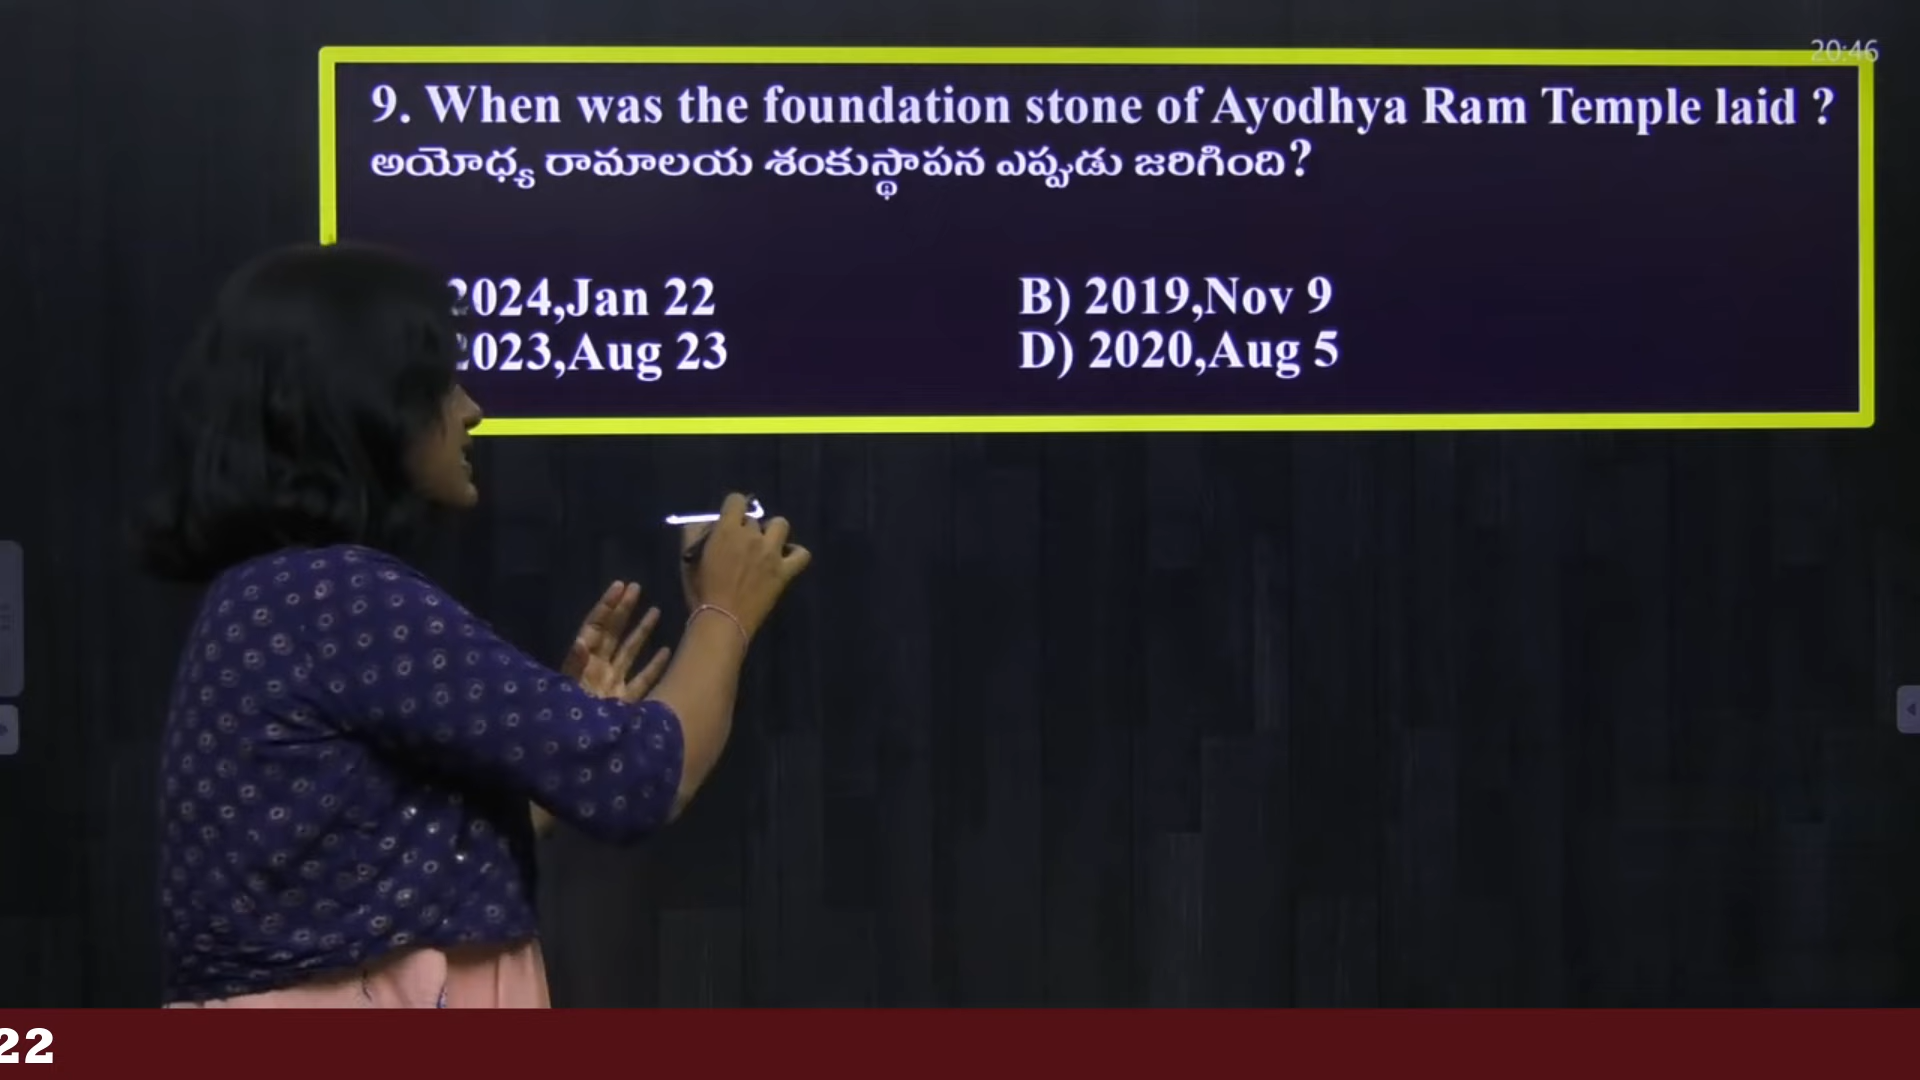 20:46
9. When was the foundation stone of Ayodhya Ram Temple laid ?
అయోధ్య రామాలయ శంకుస్థాపన ఎప్పుడు జరిగింది?
2024,Jan 22 B) 2019,Nov 9
2023,Aug 23 D) 2020,Aug 5
22